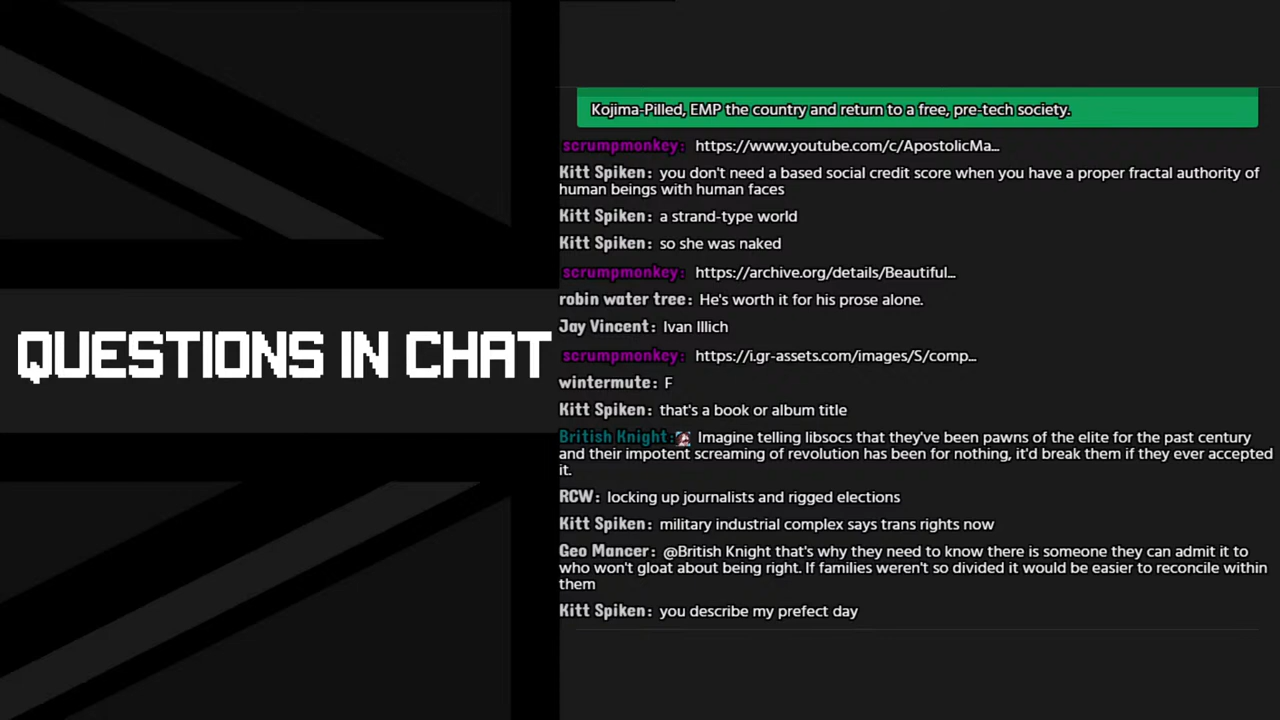 QUESTIONS IN CHAT
Kojima-Pilled, EMP the country and return to a free, pre-tech society.
scrumpmonkey: https://www.youtube.com/c/ApostolicMa...
Kitt Spiken: you don't need a based social credit score when you have a proper fractal authority of
human beings with human faces
Kitt Spiken: a strand-type world
Kitt Spiken: so she was naked
scrumpmonkey: https://archive.org/details/Beautiful...
robin water tree: He's worth it for his prose alone.
Jay Vincent: Ivan Illich
scrumpmonkey: https://i.gr-assets.com/images/S/comp...
wintermute: F
Kitt Spiken: that's a book or album title
British Knight: Imagine telling libsocs that they've been pawns of the elite for the past century
and their impotent screaming of revolution has been for nothing, it'd break them if they ever accepted
it.
RCW: locking up journalists and rigged elections
Kitt Spiken: military industrial complex says trans rights now
Geo Mancer: @British Knight that's why they need to know there is someone they can admit it to
who won't gloat about being right. If families weren't so divided it would be easier to reconcile within
them
Kitt Spiken: you describe my prefect day